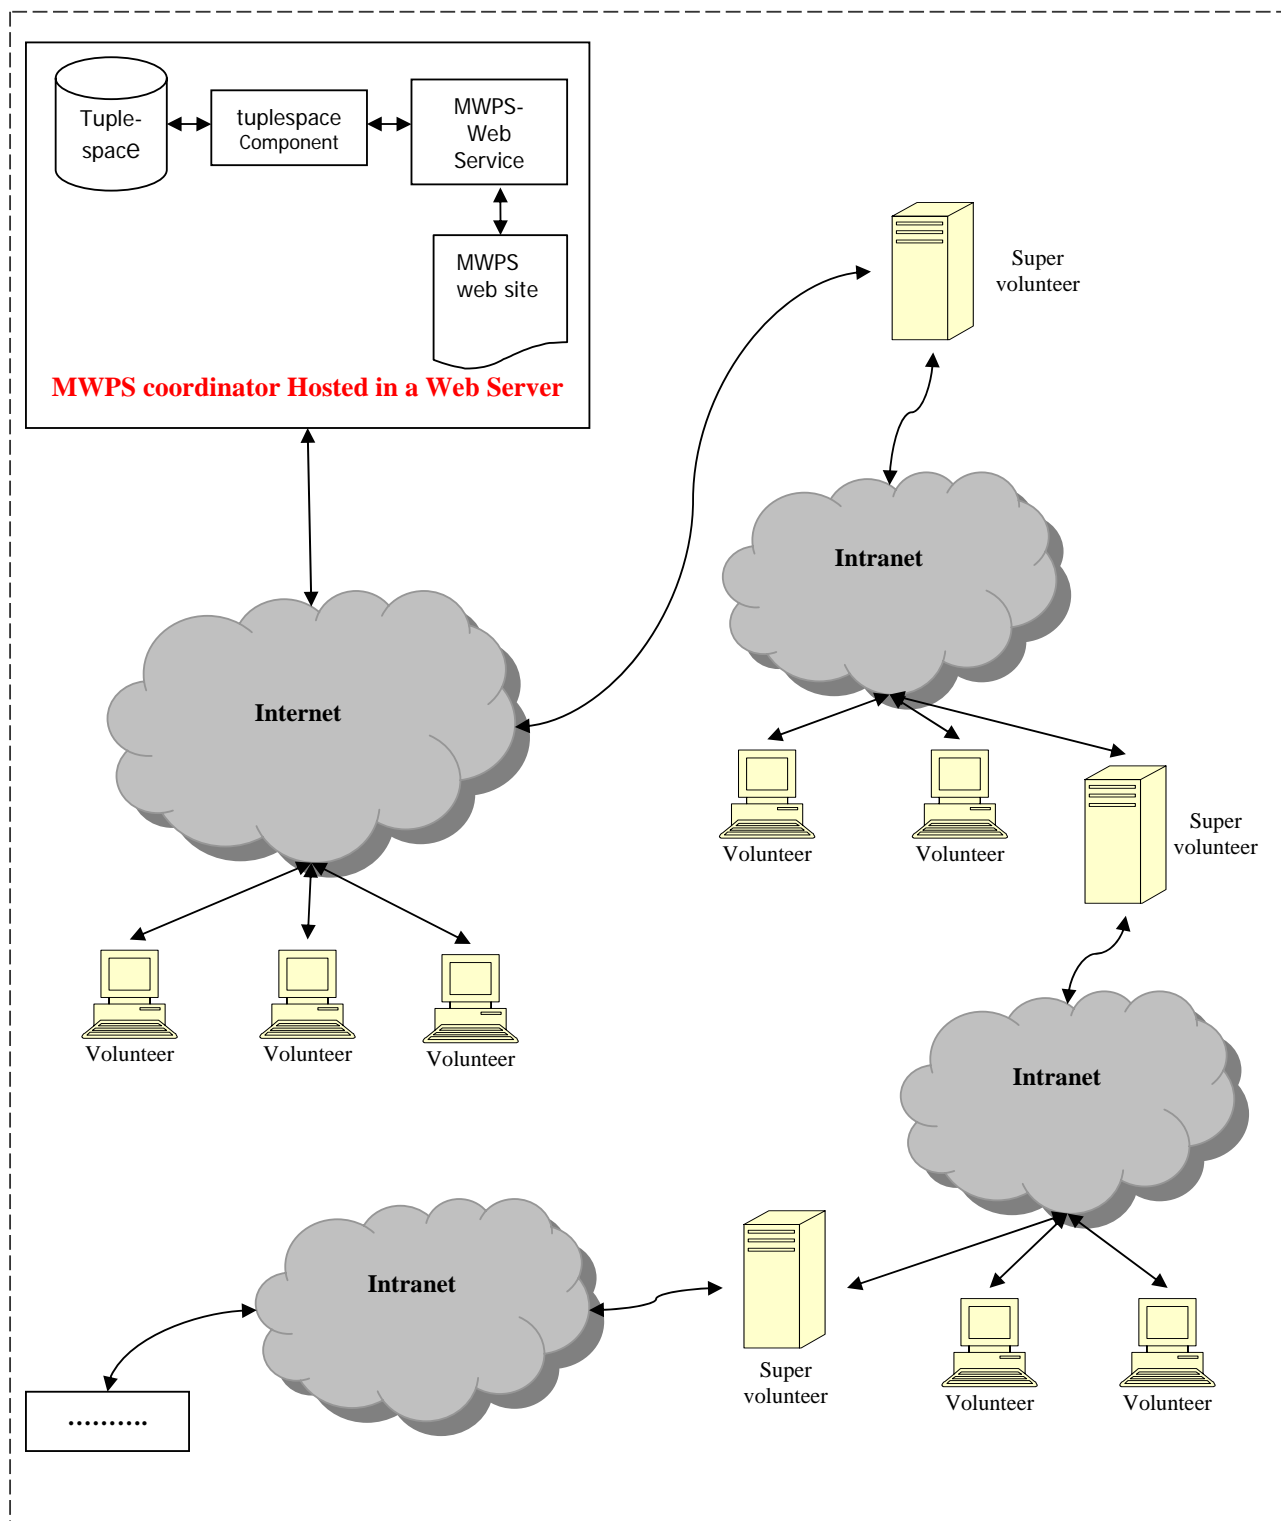 Tuple-
space
tuplespace
Component
MWPS-
Web
Service
MWPS
web site
MWPS coordinator Hosted in a Web Server
Super
volunteer
Intranet
Internet
Volunteer
Volunteer
Super
volunteer
Volunteer
Volunteer
Volunteer
Intranet
Intranet
Super
volunteer
Volunteer
Volunteer
..........